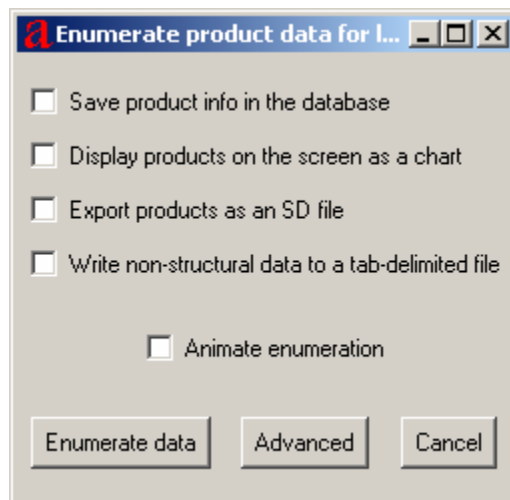 Enumerate product data for l...
Save product info in the database
Display products on the screen as a chart
Export products as an SD file
Write non-structural data to a tab-delimited file
Animate enumeration
Enumerate data Advanced Cancel